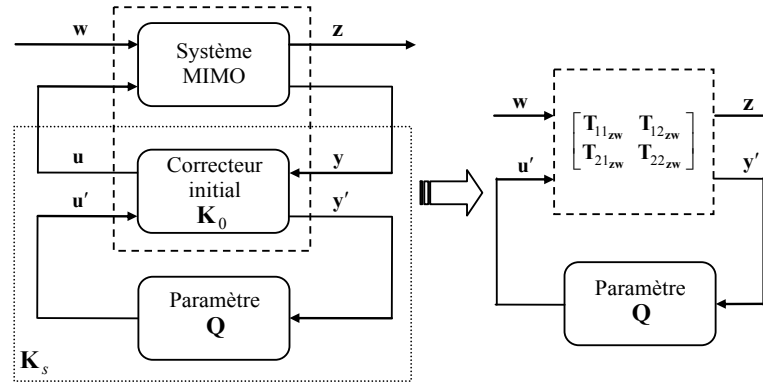 w
z
Système
MIMO
u
y
Correcteur
initial
K₀
u′
y′
Paramètre
Q
Kₛ
w
z
[T₁₁zw T₁₂zw
T₂₁zw T₂₂zw]
u′
y′
Paramètre
Q